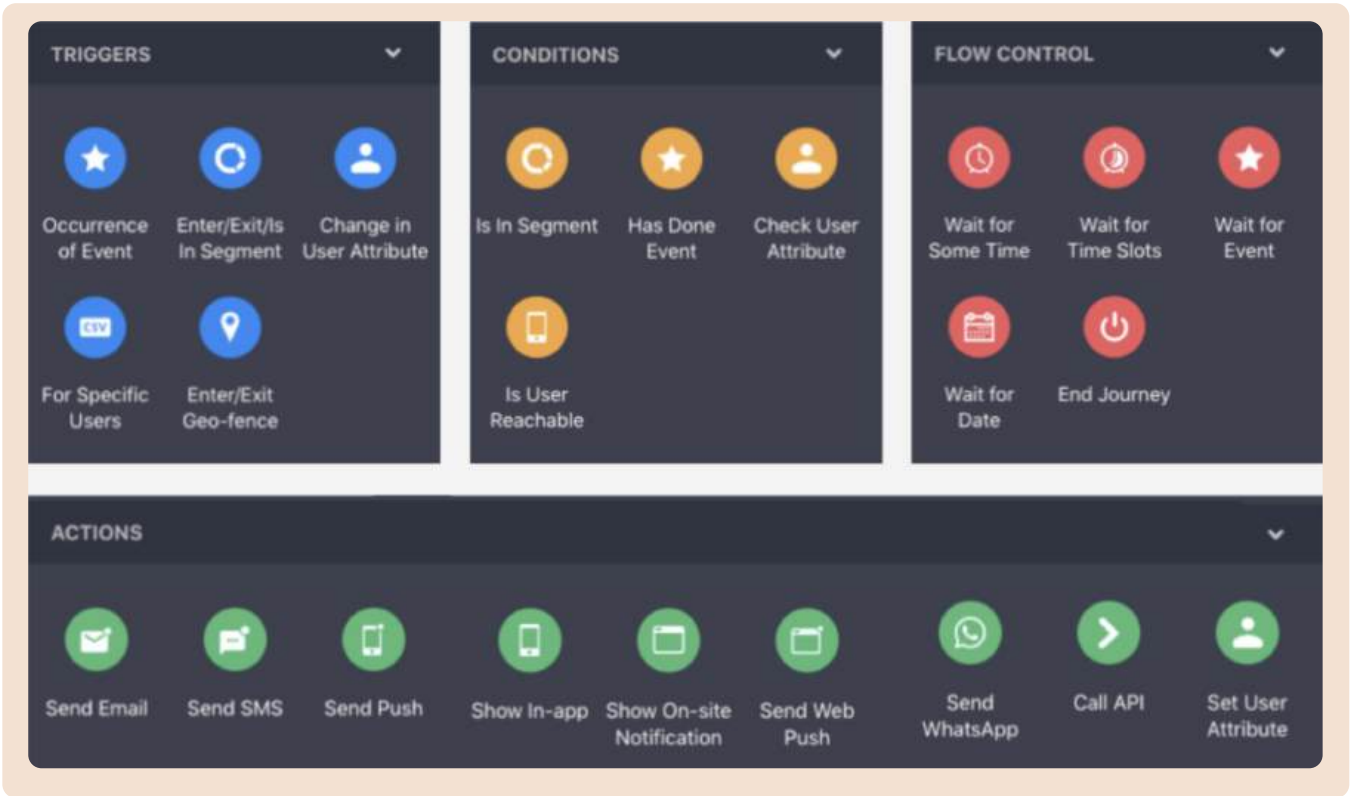 TRIGGERS
Occurrence
of Event
Enter/Exit/Is
In Segment
Change in
User Attribute
CSV
For Specific
Users
Enter/Exit
Geo-fence
CONDITIONS
Is In Segment
Has Done
Event
Check User
Attribute
Is User
Reachable
FLOW CONTROL
Wait for
Some Time
Wait for
Time Slots
Wait for
Event
Wait for
Date
End Journey
ACTIONS
Send Email
Send SMS
Send Push
Show In-app
Show On-site
Notification
Send Web
Push
Send
WhatsApp
Call API
Set User
Attribute